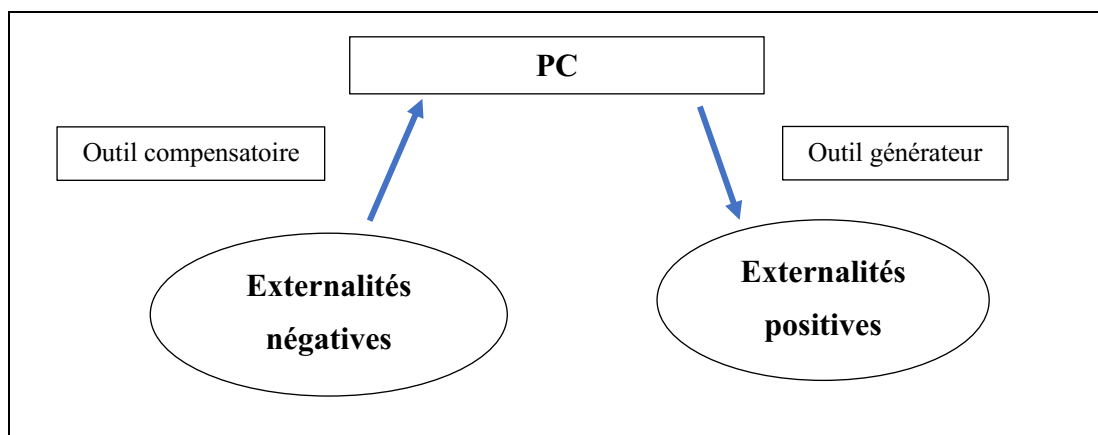 PC
Outil compensatoire
Outil générateur
Externalités
négatives
Externalités
positives